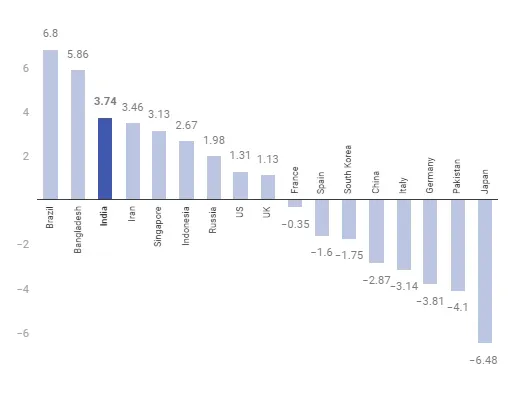 6.8
5.86
3.74
3.46
3.13
2.67
1.98
1.31
1.13
−0.35
−1.6
−1.75
−2.87
−3.14
−3.81
−4.1
−6.48
6
4
2
−2
−4
−6
Brazil
Bangladesh
India
Iran
Singapore
Indonesia
Russia
US
UK
France
Spain
South Korea
China
Italy
Germany
Pakistan
Japan